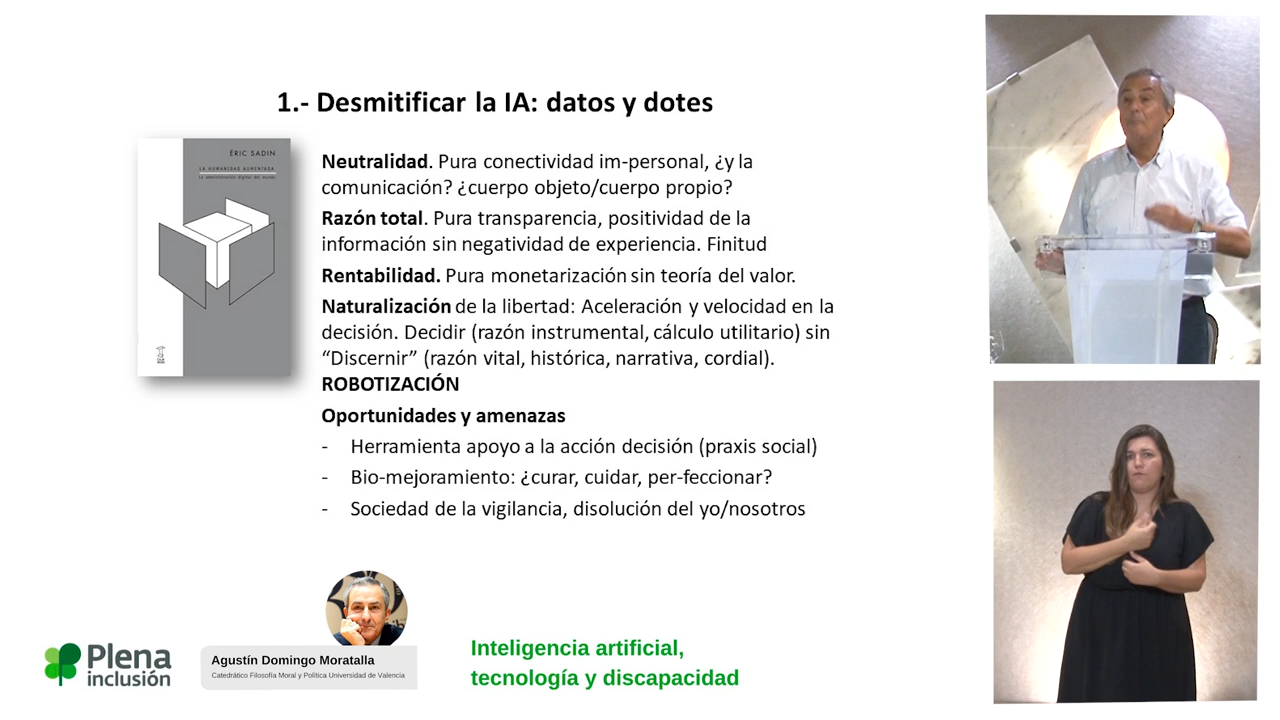 1.- Desmitificar la IA: datos y dotes
ÉRIC SADIN
LA HUMANIDAD AUMENTADA
La administración digital del mundo
Neutralidad. Pura conectividad im-personal, ¿y la
comunicación? ¿cuerpo objeto/cuerpo propio?
Razón total. Pura transparencia, positividad de la
información sin negatividad de experiencia. Finitud
Rentabilidad. Pura monetarización sin teoría del valor.
Naturalización de la libertad: Aceleración y velocidad en la
decisión. Decidir (razón instrumental, cálculo utilitario) sin
“Discernir” (razón vital, histórica, narrativa, cordial).
ROBOTIZACIÓN
Oportunidades y amenazas
- Herramienta apoyo a la acción decisión (praxis social)
- Bio-mejoramiento: ¿curar, cuidar, per-feccionar?
- Sociedad de la vigilancia, disolución del yo/nosotros
Plena
inclusión
Agustín Domingo Moratalla
Catedrático Filosofía Moral y Política Universidad de Valencia
Inteligencia artificial,
tecnología y discapacidad